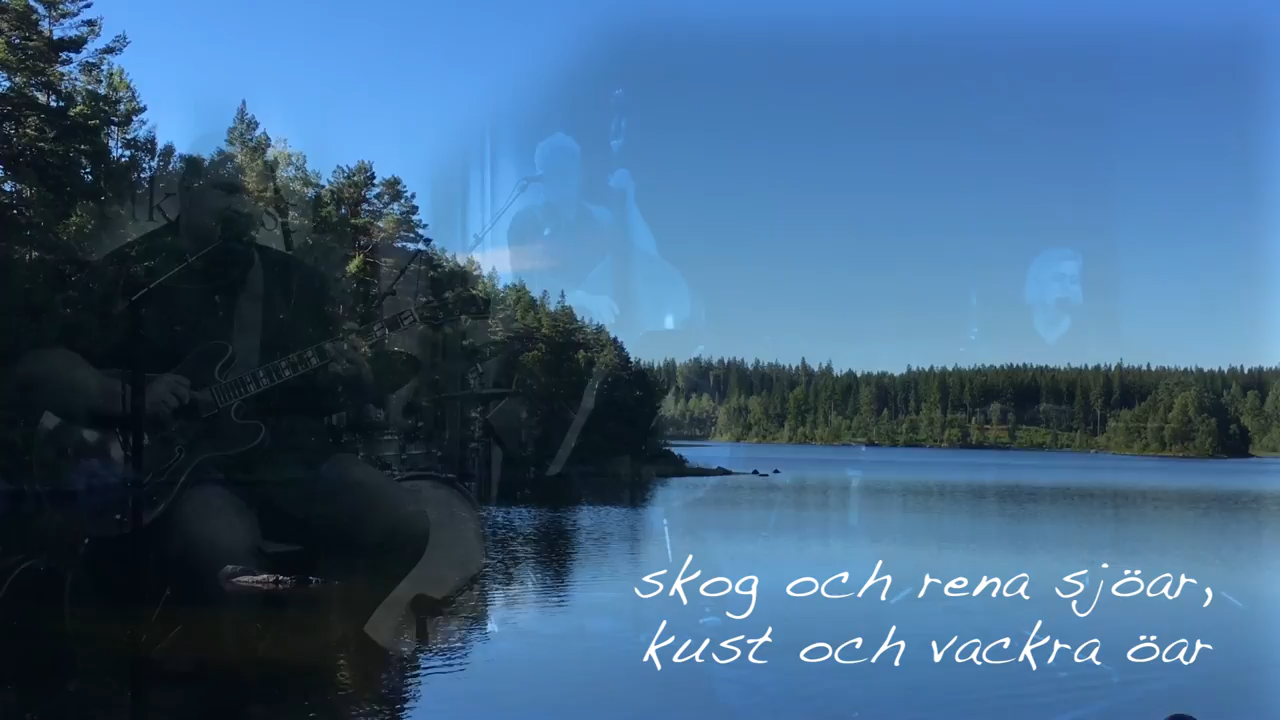 skog och rena sjöar,
kust och vackra öar